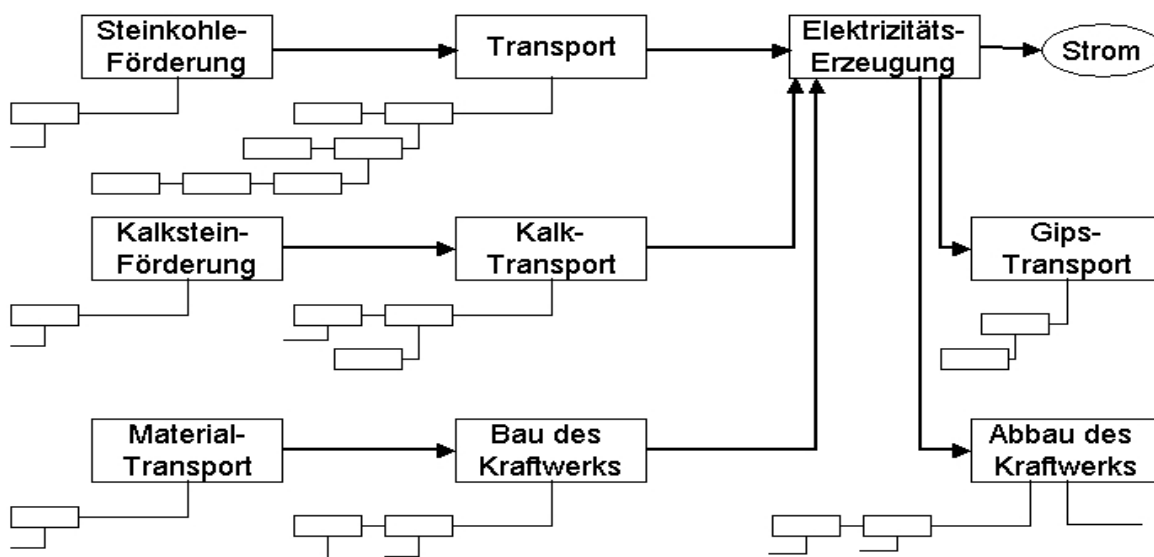 Steinkohle-
Förderung
Transport
Elektrizitäts-
Erzeugung
Strom
Kalkstein-
Förderung
Kalk-
Transport
Gips-
Transport
Material-
Transport
Bau des
Kraftwerks
Abbau des
Kraftwerks